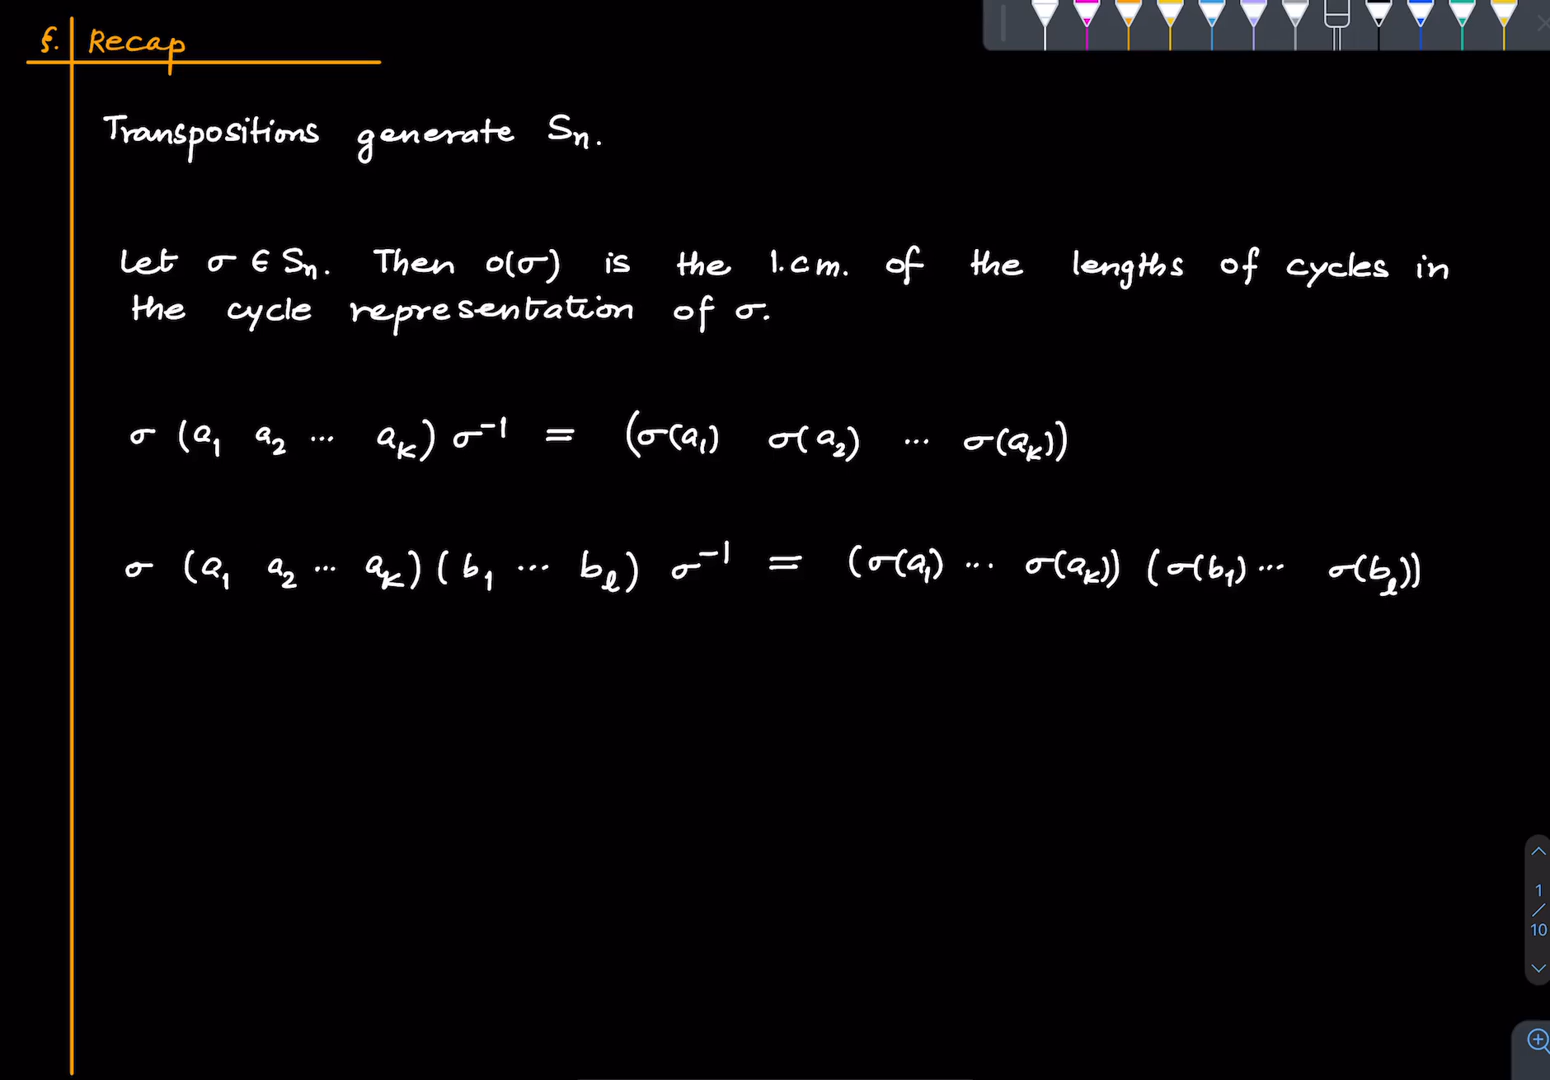 §. Recap
Transpositions generate Sₙ.
Let σ ∈ Sₙ. Then o(σ) is the l.c.m. of the lengths of cycles in
the cycle representation of σ.
σ (a₁ a₂ ... aₖ) σ⁻¹ = (σ(a₁) σ(a₂) ... σ(aₖ))
σ (a₁ a₂ ... aₖ) (b₁ ... bₗ) σ⁻¹ = (σ(a₁) ... σ(aₖ)) (σ(b₁) ... σ(bₗ))
1
/
10